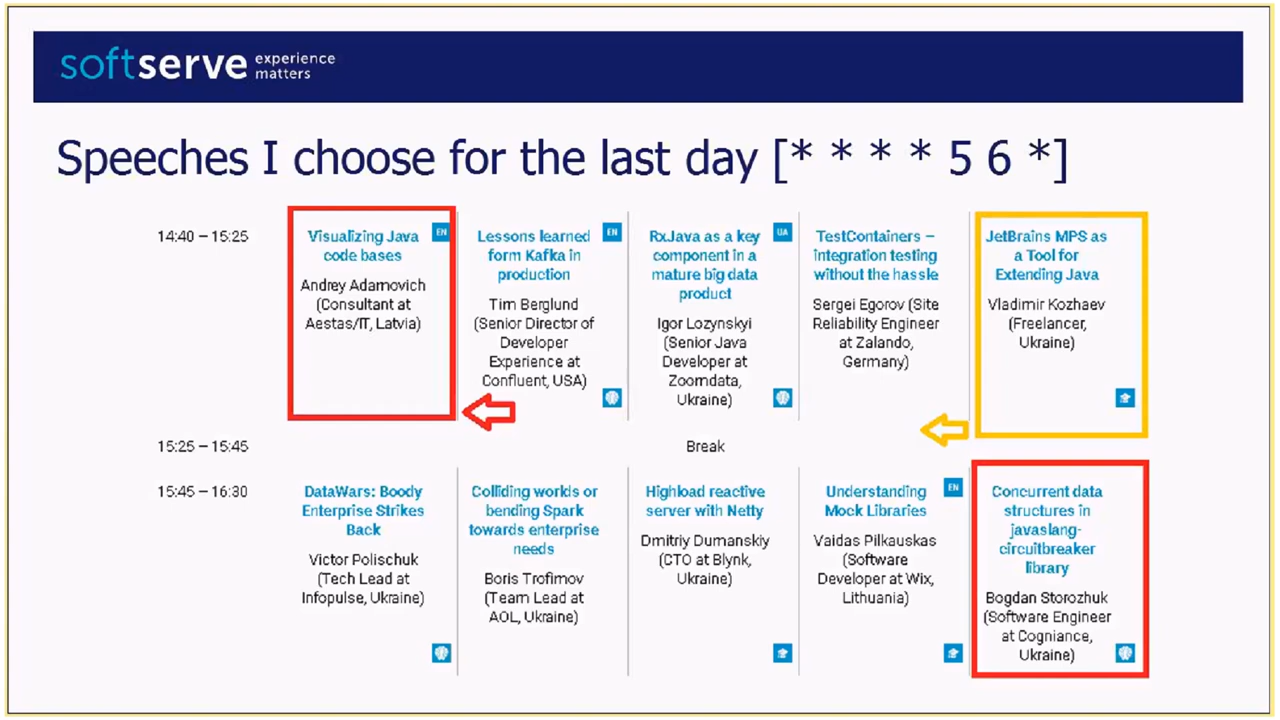 softserve experience matters
Speeches I choose for the last day [* * * * 5 6 *]
14:40 – 15:25
Visualizing Java
code bases
EN
Andrey Adamovich
(Consultant at
Aestas/IT, Latvia)
Lessons learned
form Kafka in
production
EN
Tim Berglund
(Senior Director of
Developer
Experience at
Confluent, USA)
RxJava as a key
component in a
mature big data
product
UA
Igor Lozynskyi
(Senior Java
Developer at
Zoomdata,
Ukraine)
TestContainers –
integration testing
without the hassle
Sergei Egorov (Site
Reliability Engineer
at Zalando,
Germany)
JetBrains MPS as
a Tool for
Extending Java
Vladimir Kozhaev
(Freelancer,
Ukraine)
15:25 – 15:45
Break
15:45 – 16:30
DataWars: Boody
Enterprise Strikes
Back
Victor Polischuk
(Tech Lead at
Infopulse, Ukraine)
Colliding worlds or
bending Spark
towards enterprise
needs
Boris Trofimov
(Team Lead at
AOL, Ukraine)
Highload reactive
server with Netty
Dmitriy Dumanskiy
(CTO at Blynk,
Ukraine)
Understanding
Mock Libraries
EN
Vaidas Pilkauskas
(Software
Developer at Wix,
Lithuania)
Concurrent data
structures in
javaslang-
circuitbreaker
library
Bogdan Storozhuk
(Software Engineer
at Cogniance,
Ukraine)